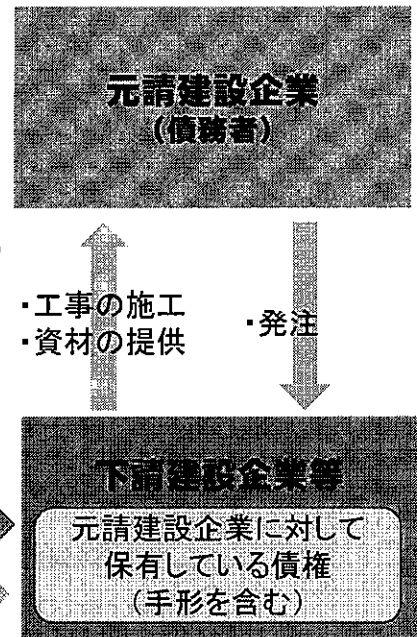 元請建設企業
(債務者)
・工事の施工
・資材の提供
・発注
下請建設企業等
元請建設企業に対して
保有している債権
(手形を含む)